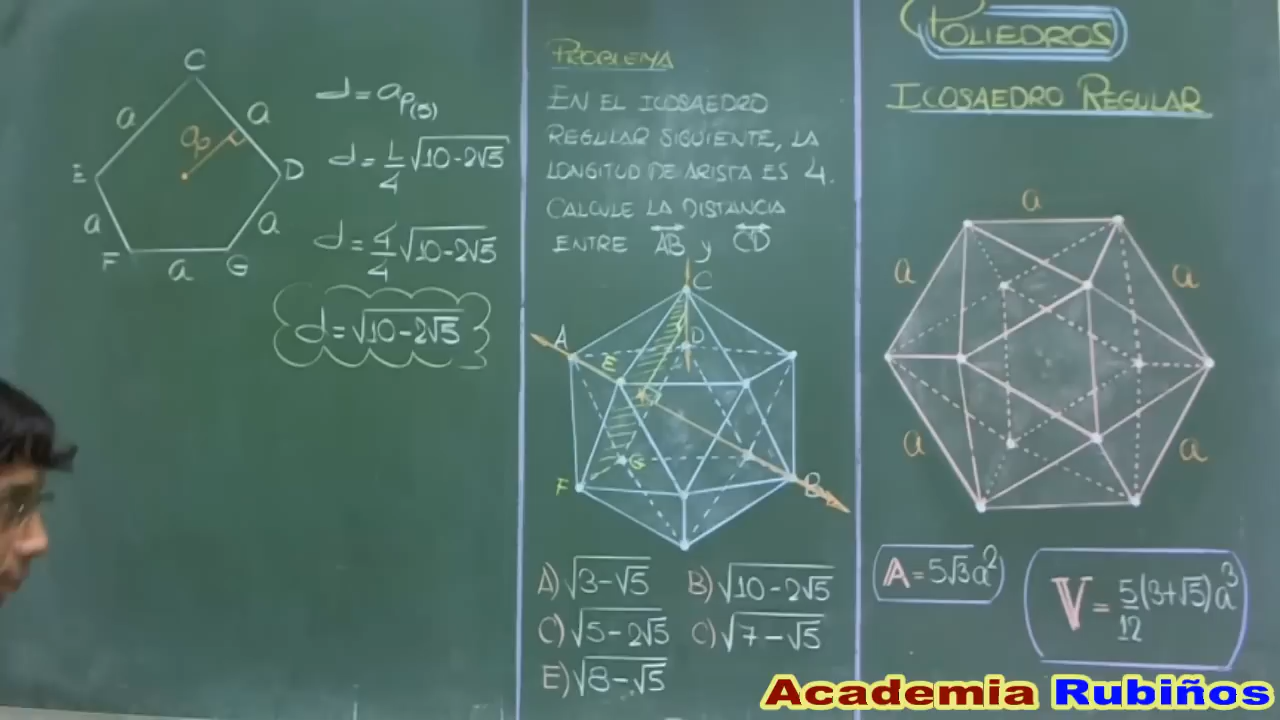 C
a
a
ap
E
D
a
a
F
G
a
d = ap(5)
d = L/4 √10-2√5
d = 4/4 √10-2√5
d = √10-2√5
PROBLEMA
EN EL ICOSAEDRO
REGULAR SIGUIENTE, LA
LONGITUD DE ARISTA ES 4.
CALCULE LA DISTANCIA
ENTRE AB y CD
C
A
D
E
G
F
B
A) √3-√5 B) √10-2√5
C) √5-2√5 C) √7-√5
E) √8-√5
POLIEDROS
ICOSAEDRO REGULAR
a
a
a
a
a
A = 5√3a²
V = 5/12 (3+√5)a³
Academia Rubiños